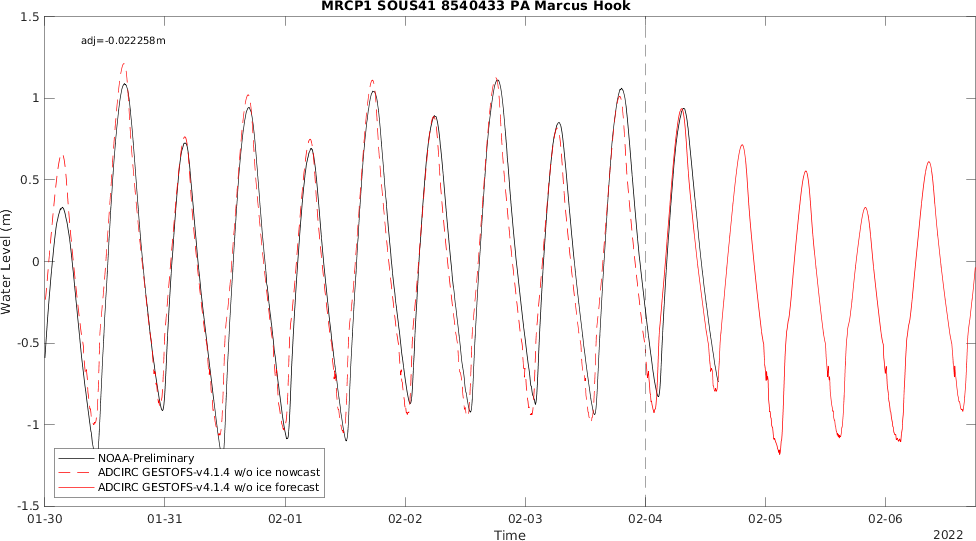 MRCP1 SOUS41 8540433 PA Marcus Hook
adj=-0.022258m
1.5
1
0.5
0
-0.5
-1
-1.5
Water Level (m)
NOAA-Preliminary
ADCIRC GESTOFS-v4.1.4 w/o ice nowcast
ADCIRC GESTOFS-v4.1.4 w/o ice forecast
01-30 01-31 02-01 02-02 02-03 02-04 02-05 02-06
Time
2022